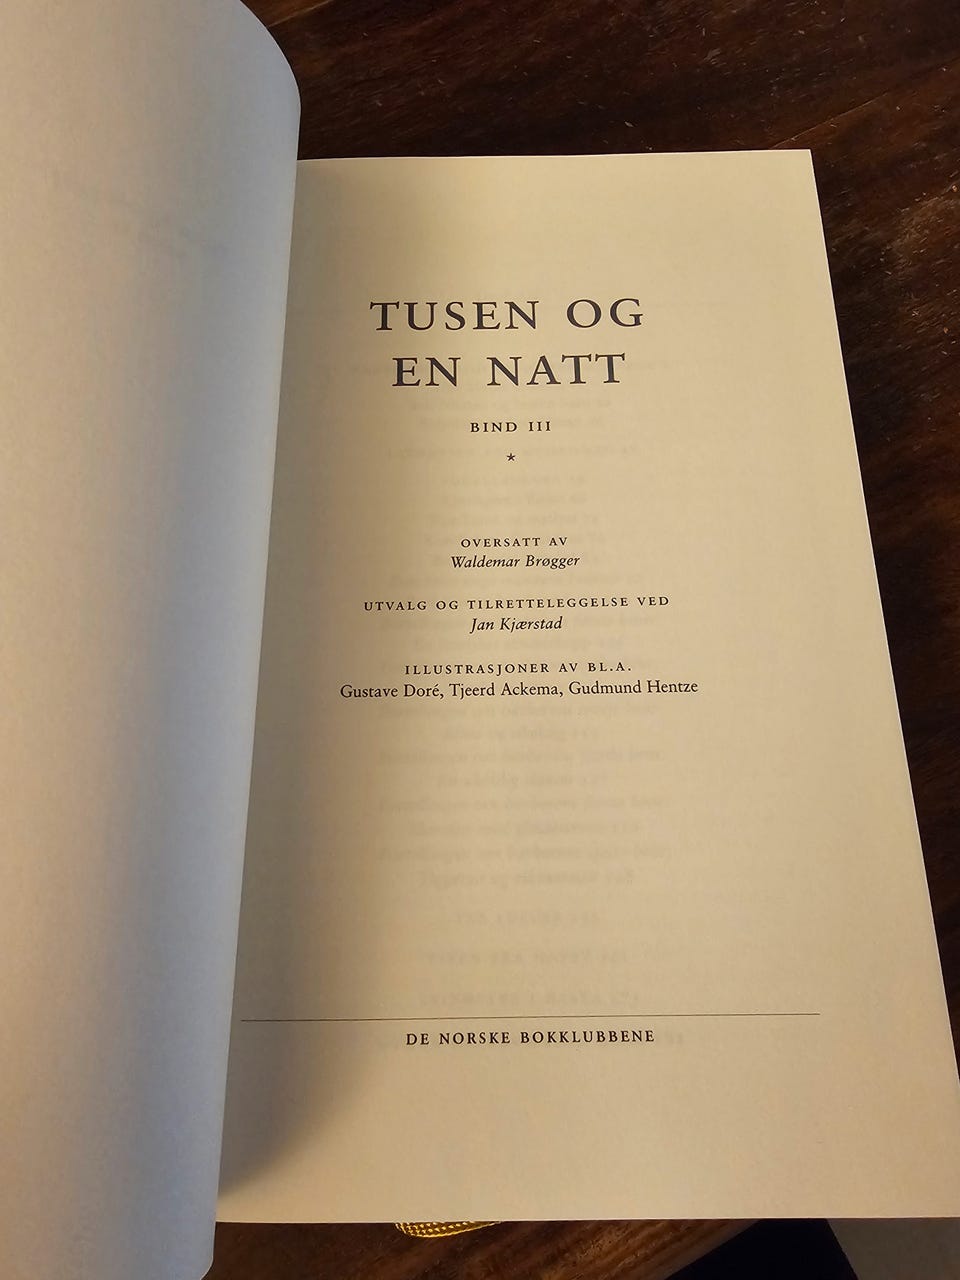 TUSEN OG
EN NATT
BIND III
★
OVERSATT AV
Waldemar Brøgger
UTVALG OG TILRETTELEGGELSE VED
Jan Kjærstad
ILLUSTRASJONER AV BL.A.
Gustave Doré, Tjeerd Ackema, Gudmund Hentze
DE NORSKE BOKKLUBBENE